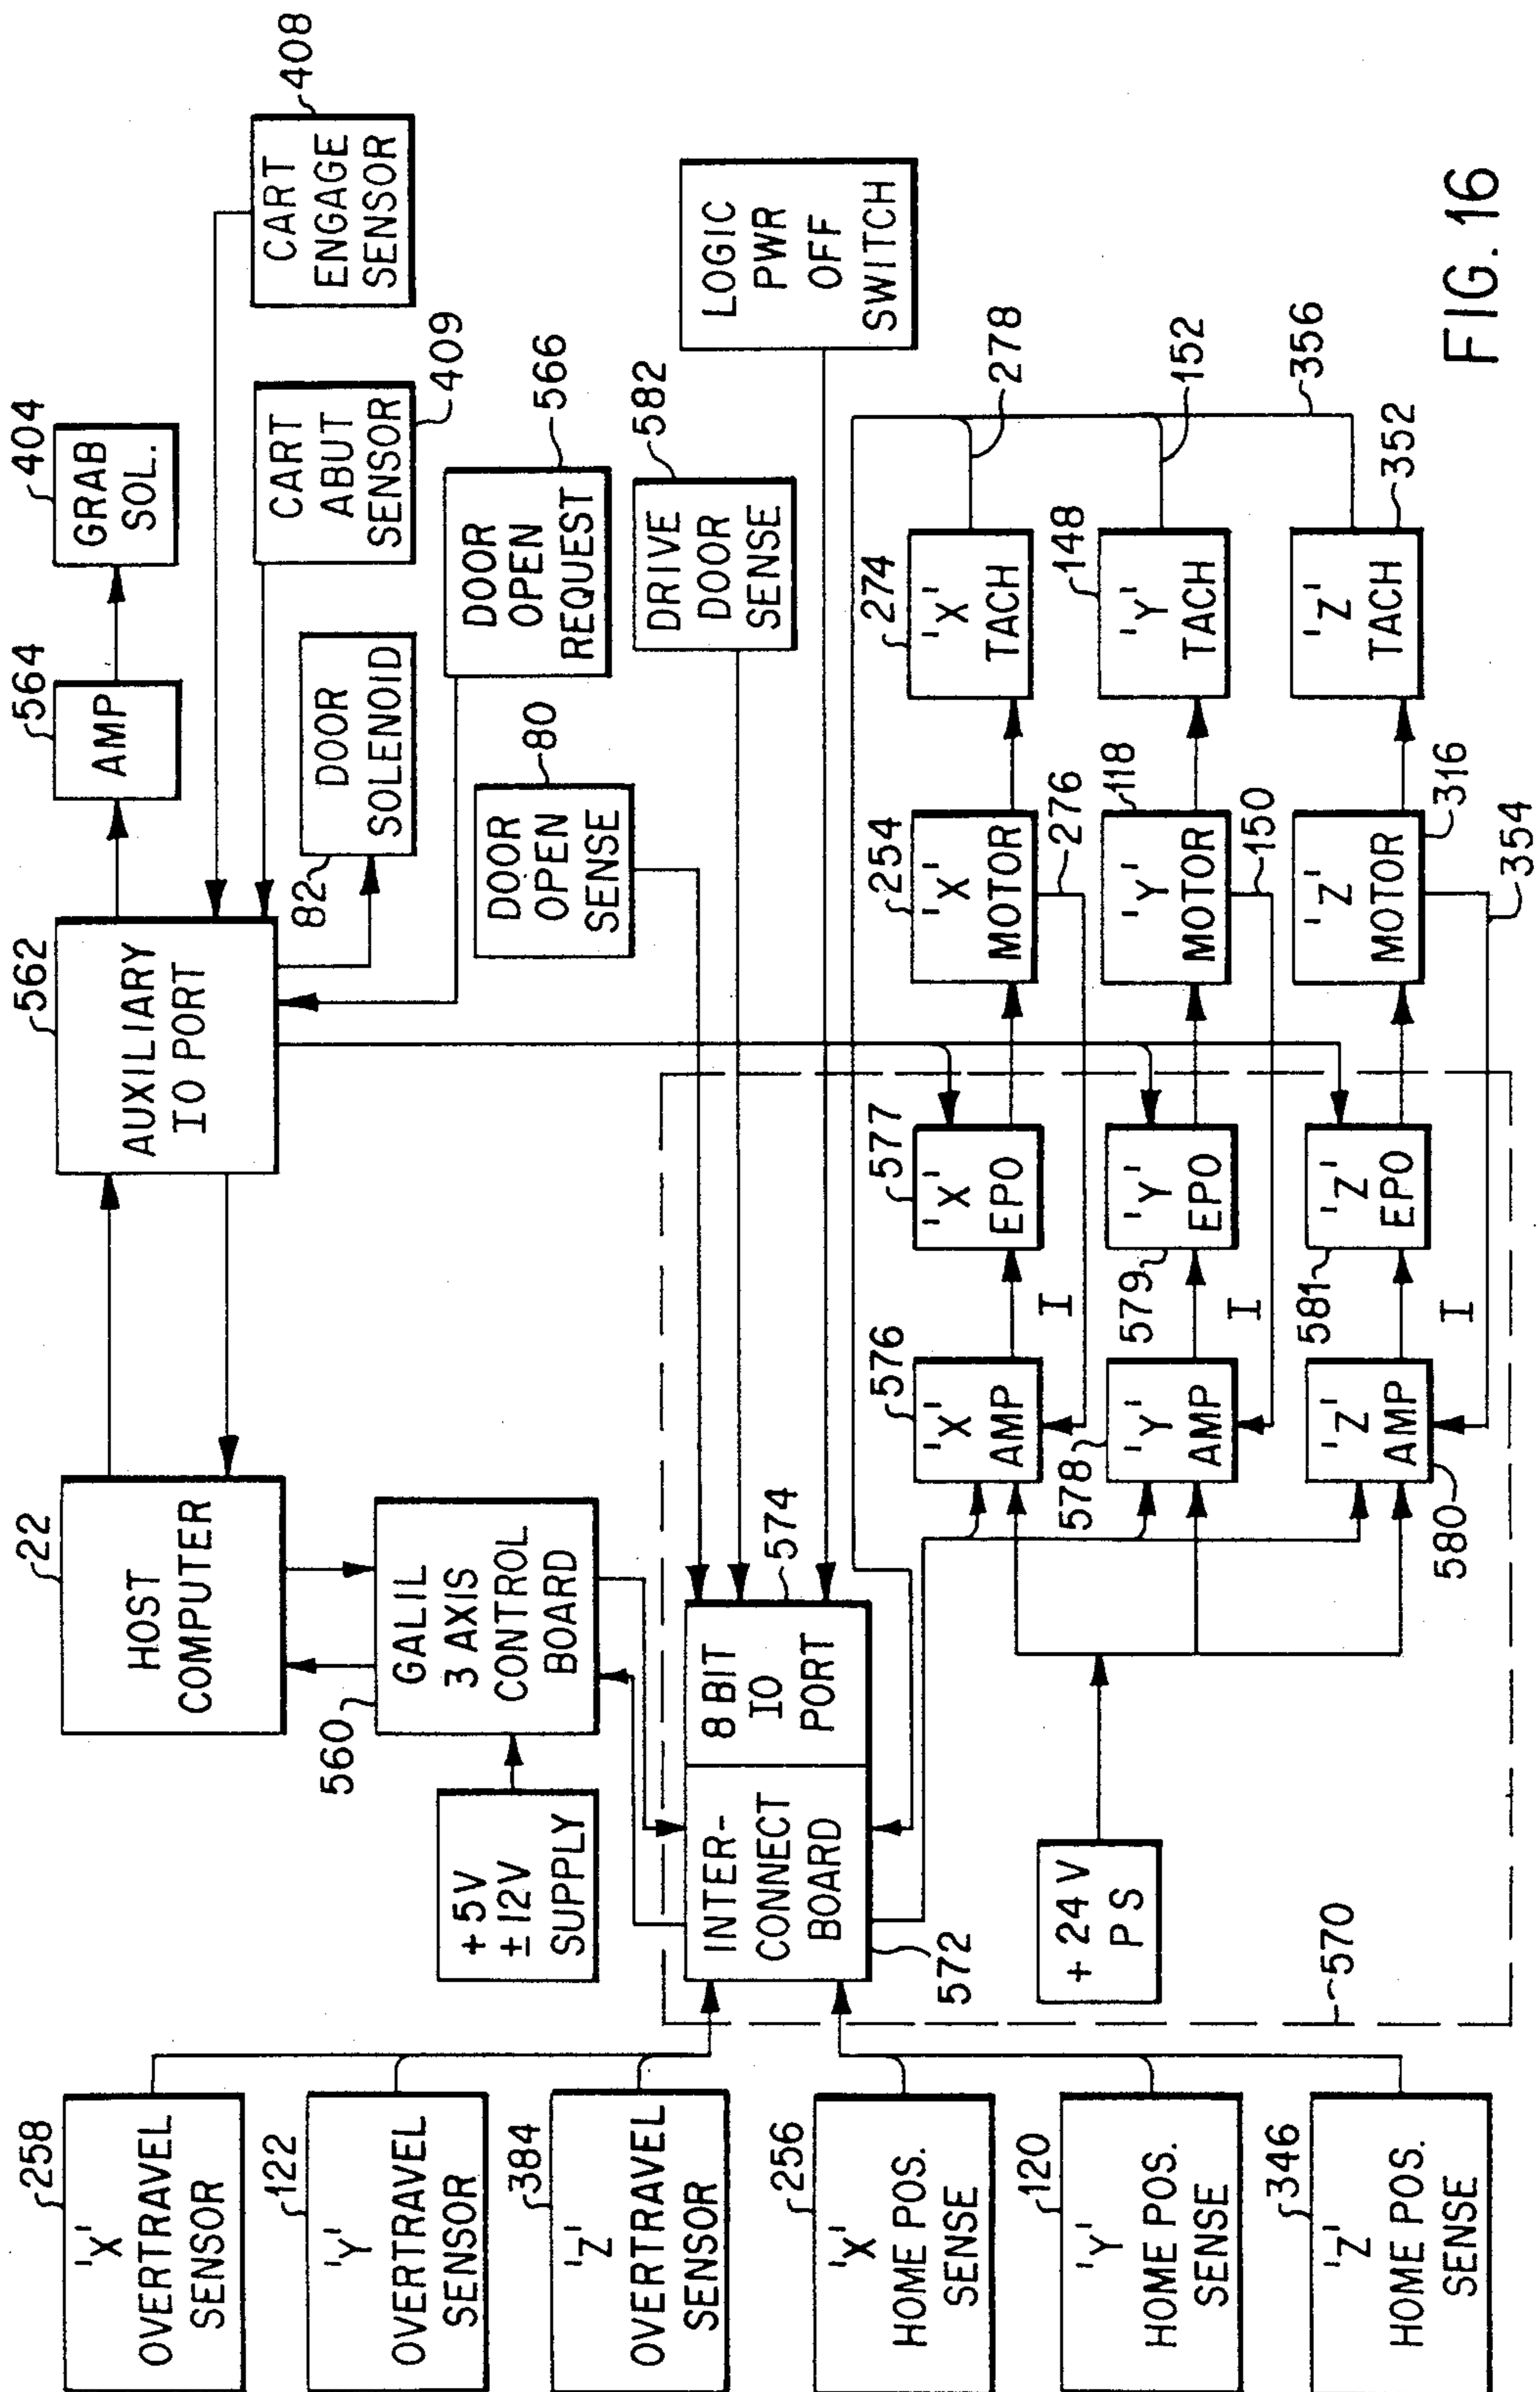 258
'X'
OVERTRAVEL
SENSOR
122
'Y'
OVERTRAVEL
SENSOR
384
'Z'
OVERTRAVEL
SENSOR
256
'X'
HOME POS.
SENSE
120
'Y'
HOME POS.
SENSE
346
'Z'
HOME POS.
SENSE
22
HOST
COMPUTER
560
GALIL
3 AXIS
CONTROL
BOARD
+5V
±12V
SUPPLY
INTER-
CONNECT
BOARD
572
8 BIT
IO
PORT
574
+24V
PS
570
562
AUXILIARY
IO PORT
564
AMP
404
GRAB
SOL.
CART
ENGAGE
SENSOR
408
CART
ABUT
SENSOR
409
82
DOOR
SOLENOID
DOOR
OPEN
REQUEST
566
DOOR
OPEN
SENSE
80
582
DRIVE
DOOR
SENSE
LOGIC
PWR
OFF
SWITCH
576
'X'
AMP
577
'X'
EPO
254
'X'
MOTOR
274
'X'
TACH
278
I
276
578
'Y'
AMP
579
'Y'
EPO
118
'Y'
MOTOR
148
'Y'
TACH
152
I
150
580
'Z'
AMP
581
'Z'
EPO
'Z'
MOTOR
316
'Z'
TACH
352
356
I
354
FIG. 16